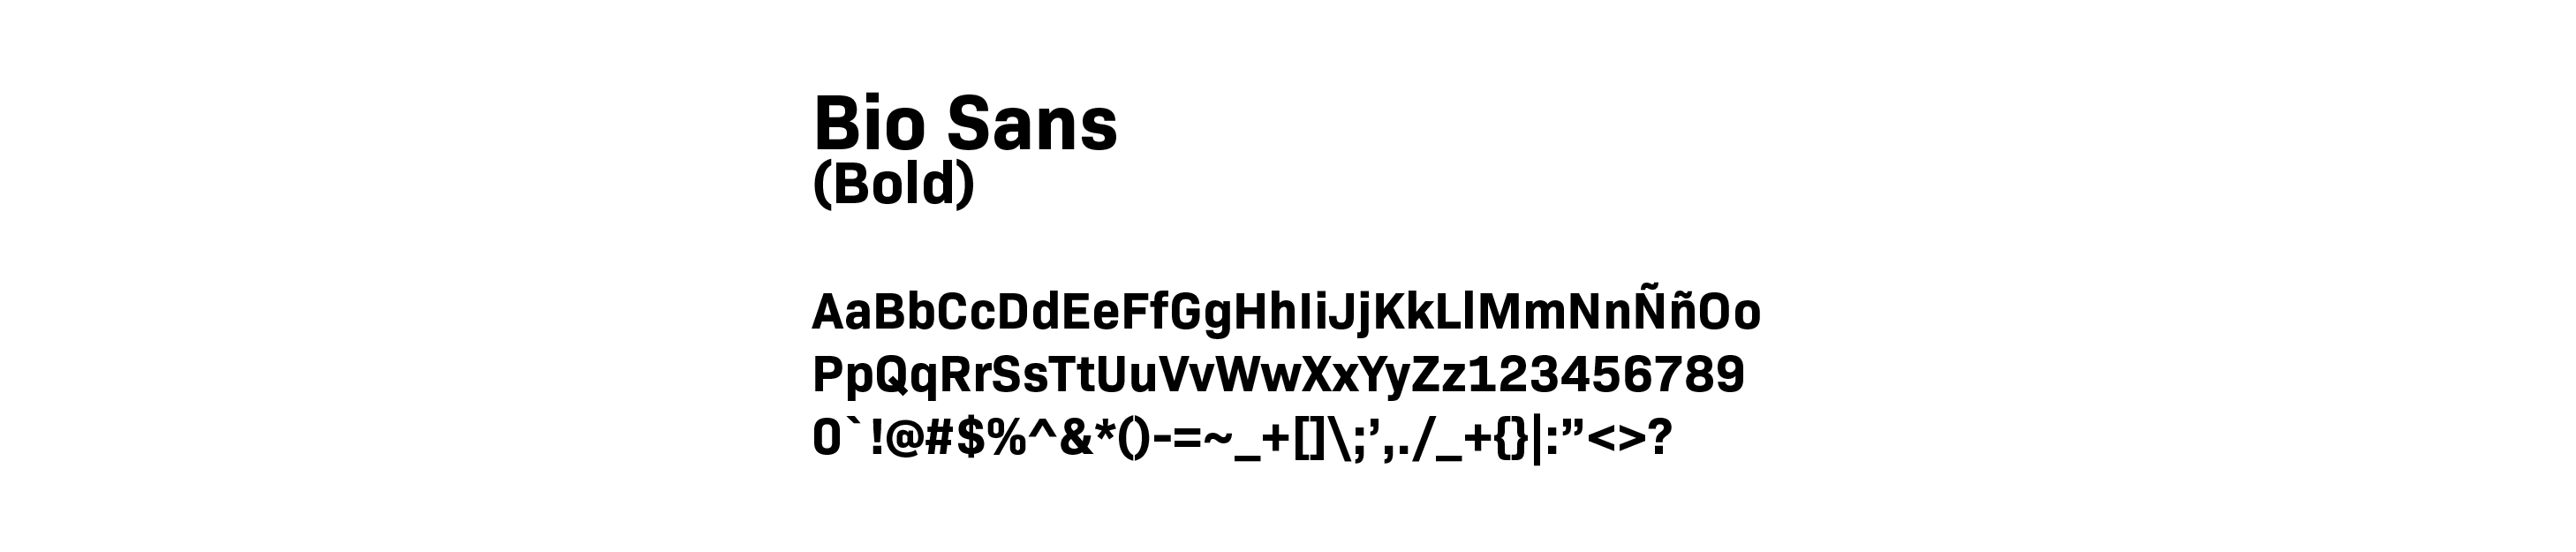 Bio Sans
(Bold)
AaBbCcDdEeFfGgHhIiJjKkLlMmNnÑñOo
PpQqRrSsTtUuVvWwXxYyZz123456789
0`!@#$%^&*()-=~_+[]\;’,./_+{}|:”<>?